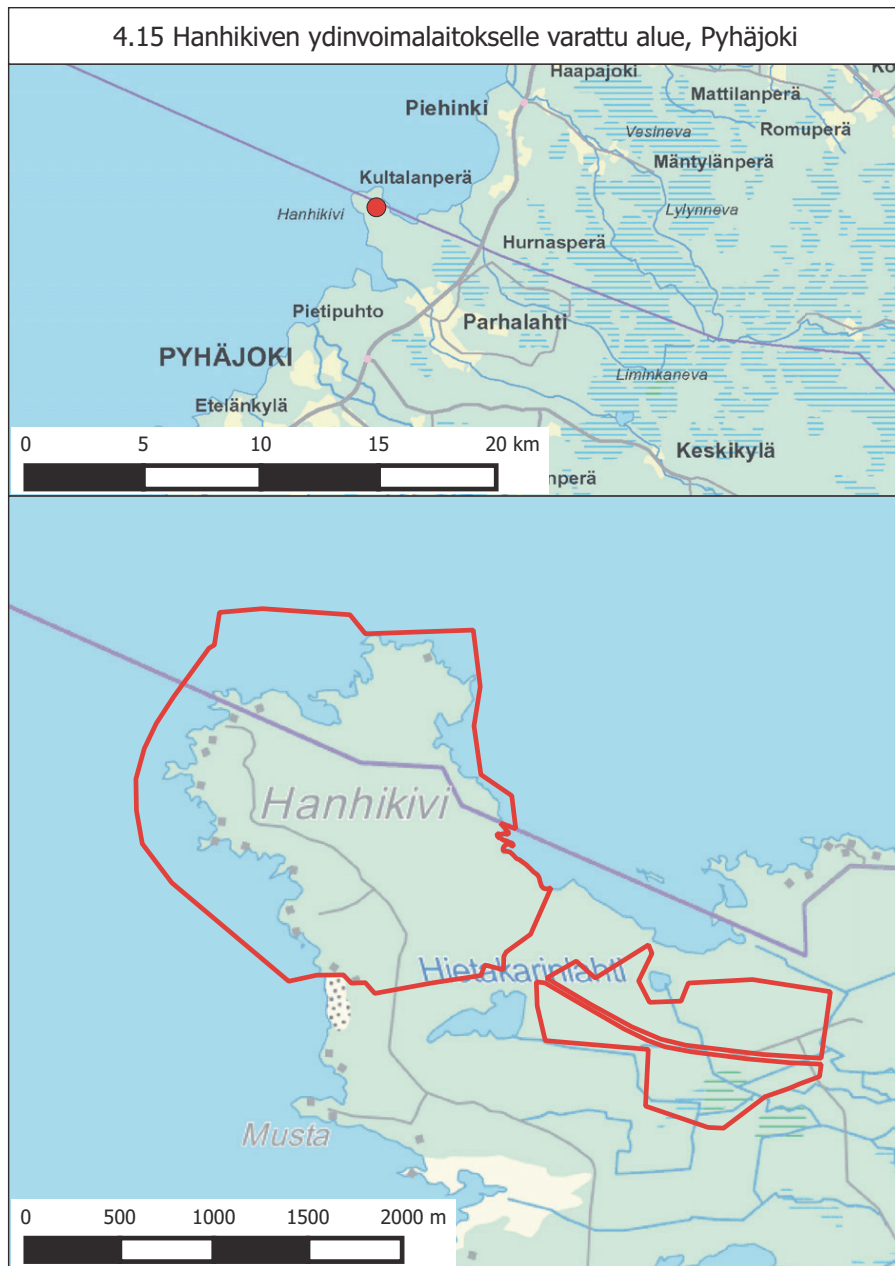 4.15 Hanhikiven ydinvoimalaitokselle varattu alue, Pyhäjoki
Haapajoki
Piehinki
Mattilanperä
Vesineva
Romuperä
Mäntylänperä
Kultalanperä
Hanhikivi
Lylynneva
Hurnasperä
Pietipuhto
Parhalahti
PYHÄJOKI
Liminkaneva
Etelänkylä
0 5 10 15 20 km
Keskikylä
nperä
Hanhikivi
Hietakarinlahti
Musta
0 500 1000 1500 2000 m